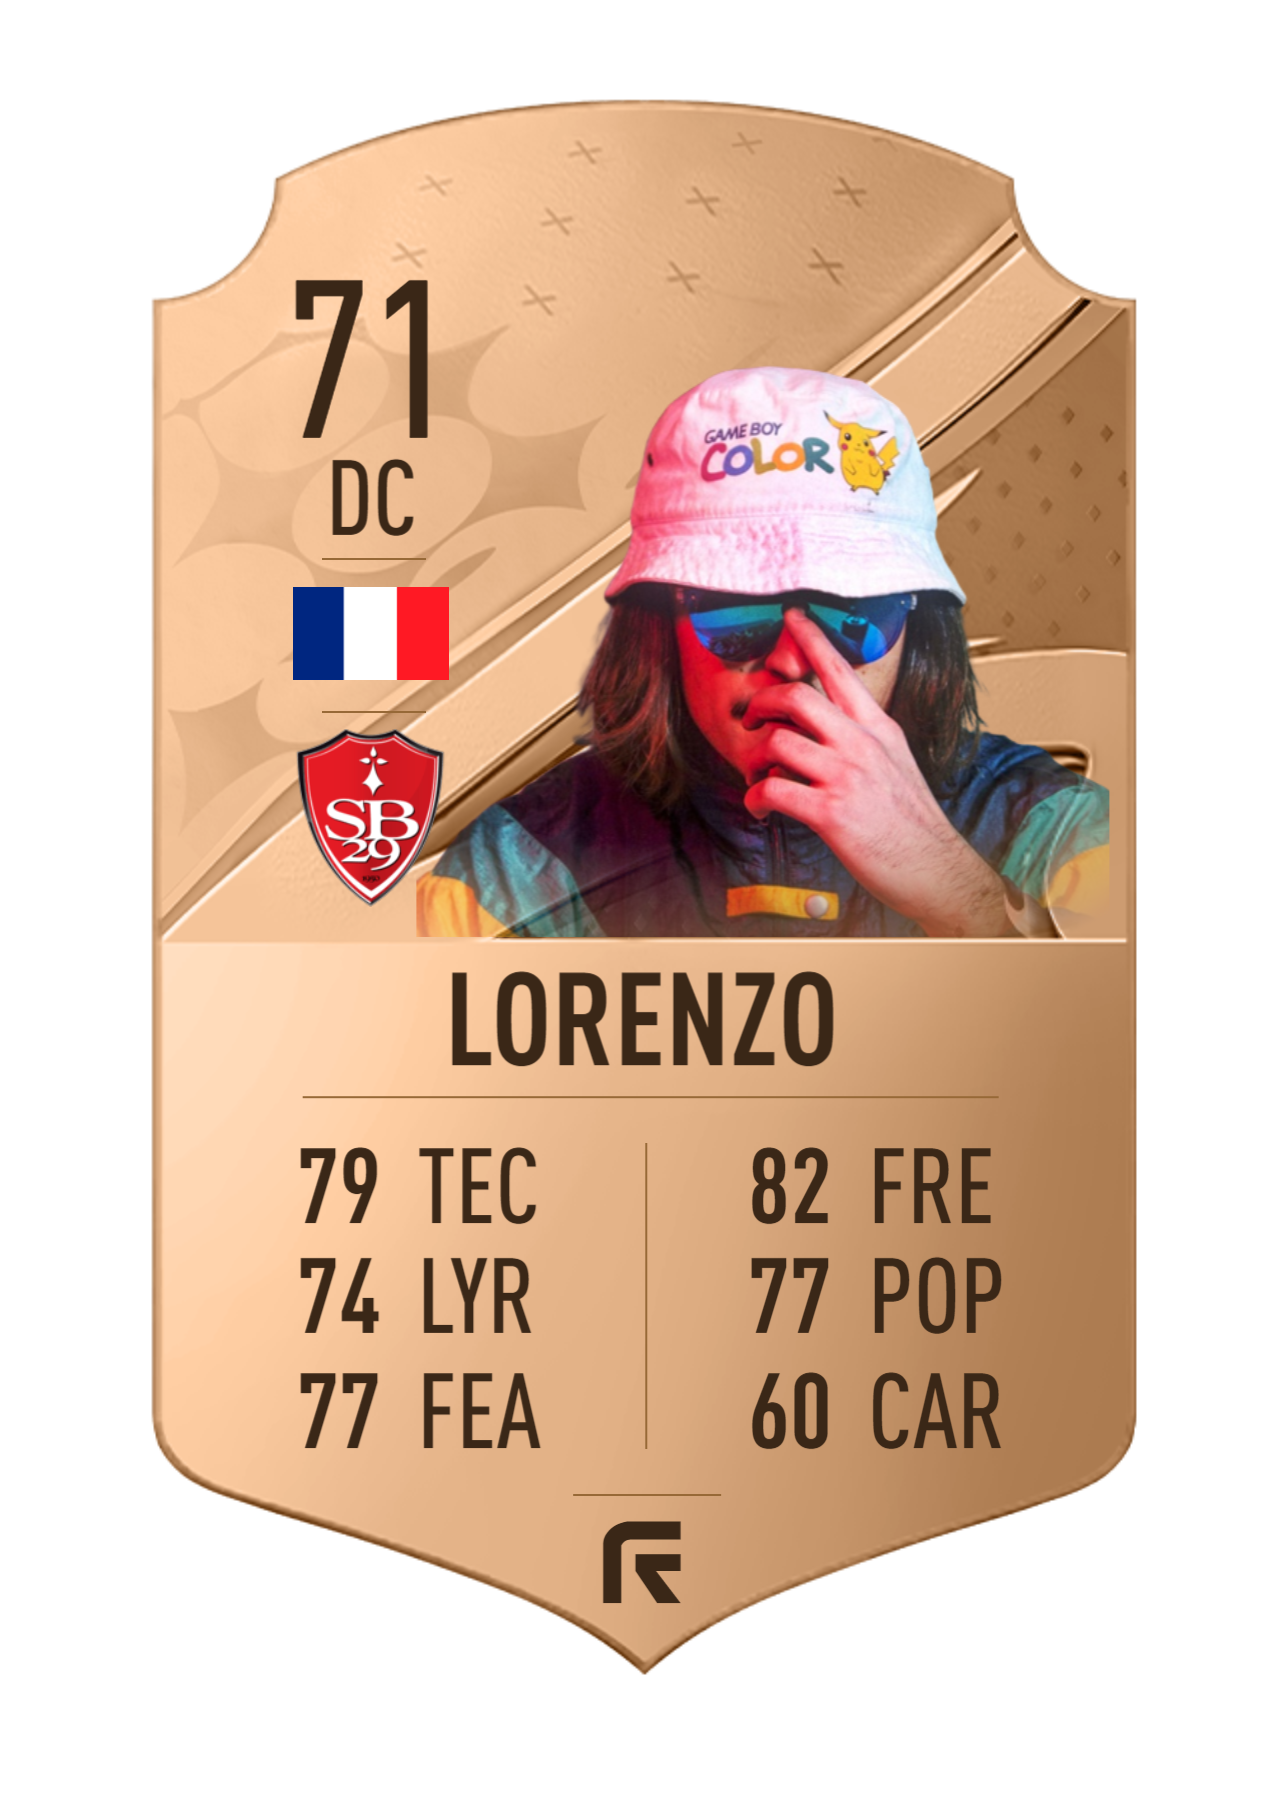 71
DC
GAME BOY
COLOR
SB
29
LORENZO
79 TEC 82 FRE
74 LYR 77 POP
77 FEA 60 CAR